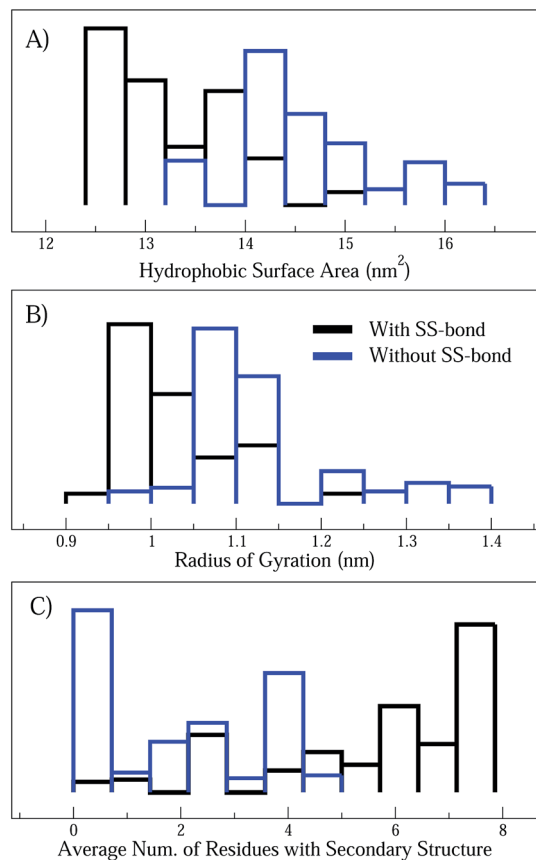 A)
12 13 14 15 16
Hydrophobic Surface Area (nm²)
B)
With SS-bond
Without SS-bond
0.9 1 1.1 1.2 1.3 1.4
Radius of Gyration (nm)
C)
0 2 4 6 8
Average Num. of Residues with Secondary Structure